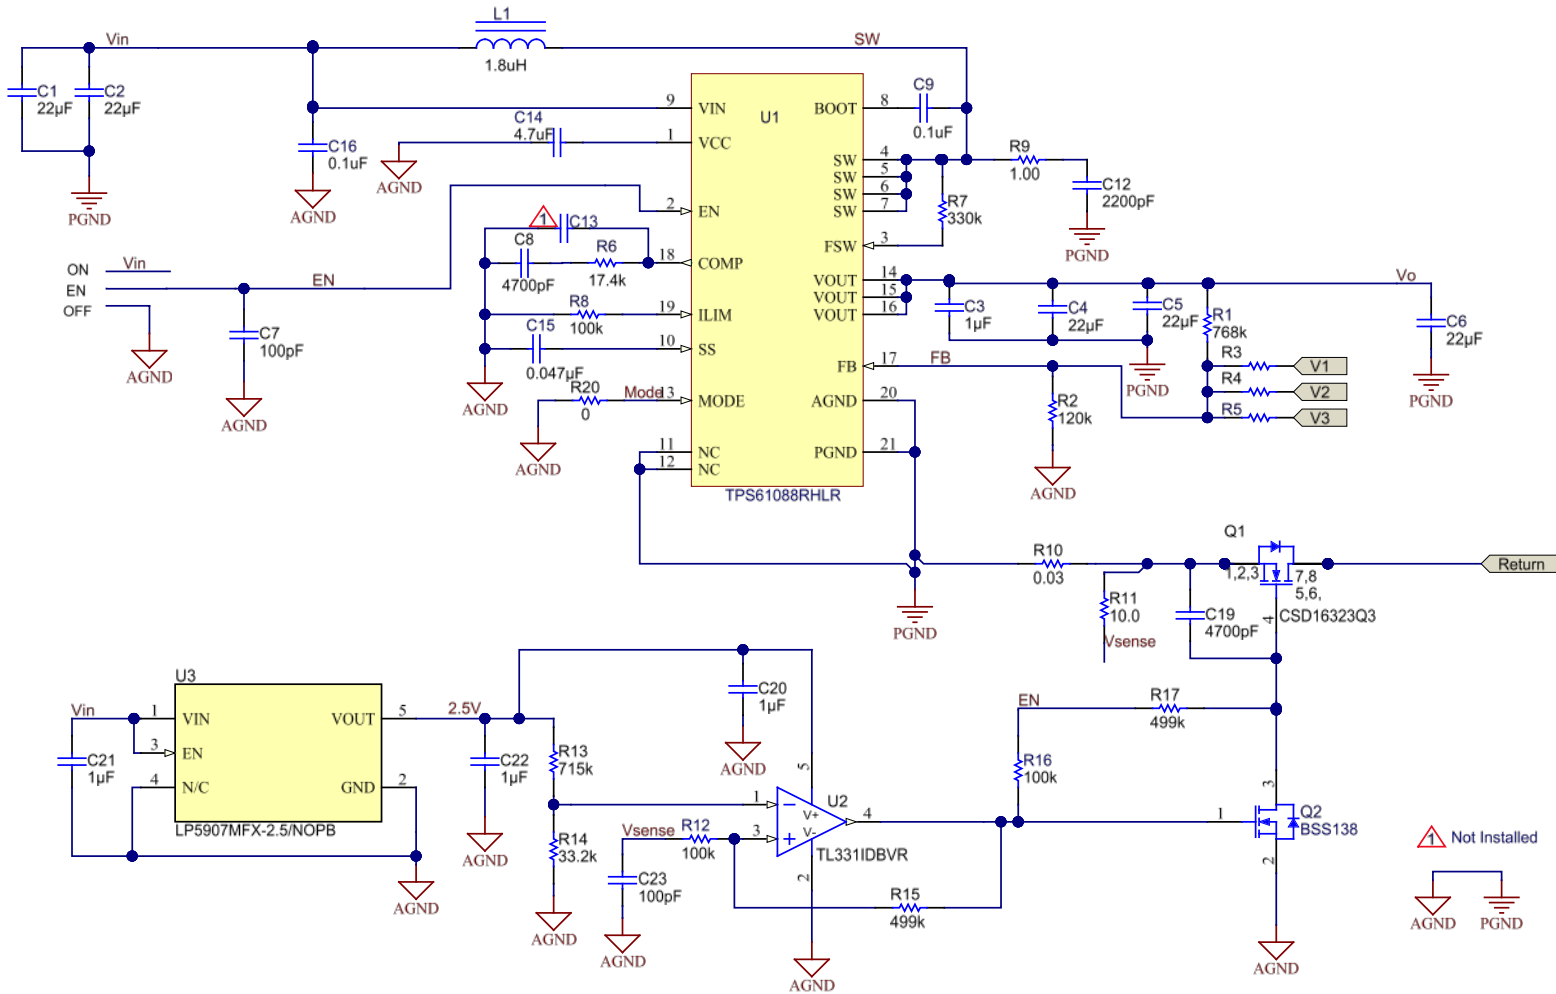 L1
Vin
SW
1.8uH
C1
22µF
C2
22µF
C16
0.1uF
PGND
AGND
C14
4.7uF
AGND
U1
9 VIN
1 VCC
2 EN
18 COMP
19 ILIM
10 SS
13 MODE
11 NC
12 NC
BOOT 8
SW 4
SW 5
SW 6
SW 7
FSW 3
VOUT 14
VOUT 15
VOUT 16
FB 17
AGND 20
PGND 21
TPS61088RHLR
C9
0.1uF
R9
1.00
C12
2200pF
PGND
R7
330k
1
C13
C8
4700pF
R6
17.4k
R8
100k
C15
0.047µF
AGND
R20
0
Mode
AGND
ON
Vin
EN
EN
OFF
AGND
C7
100pF
AGND
Vo
C3
1µF
C4
22µF
C5
22µF
PGND
R1
768k
C6
22µF
PGND
R3
V1
R4
V2
R5
V3
FB
R2
120k
AGND
PGND
R10
0.03
R11
10.0
Vsense
C19
4700pF
Q1
1,2,3
7,8
5,6,
4
CSD16323Q3
Return
U3
Vin
1 VIN
3 EN
4 N/C
VOUT 5
GND 2
LP5907MFX-2.5/NOPB
C21
1µF
AGND
2.5V
C22
1µF
AGND
R13
715k
R14
33.2k
AGND
C20
1µF
AGND
Vsense
R12
100k
C23
100pF
AGND
U2
1
3
5
V+
V-
2
4
TL331IDBVR
AGND
R15
499k
EN
R16
100k
R17
499k
Q2
BSS138
1
3
2
AGND
1 Not Installed
AGND
PGND